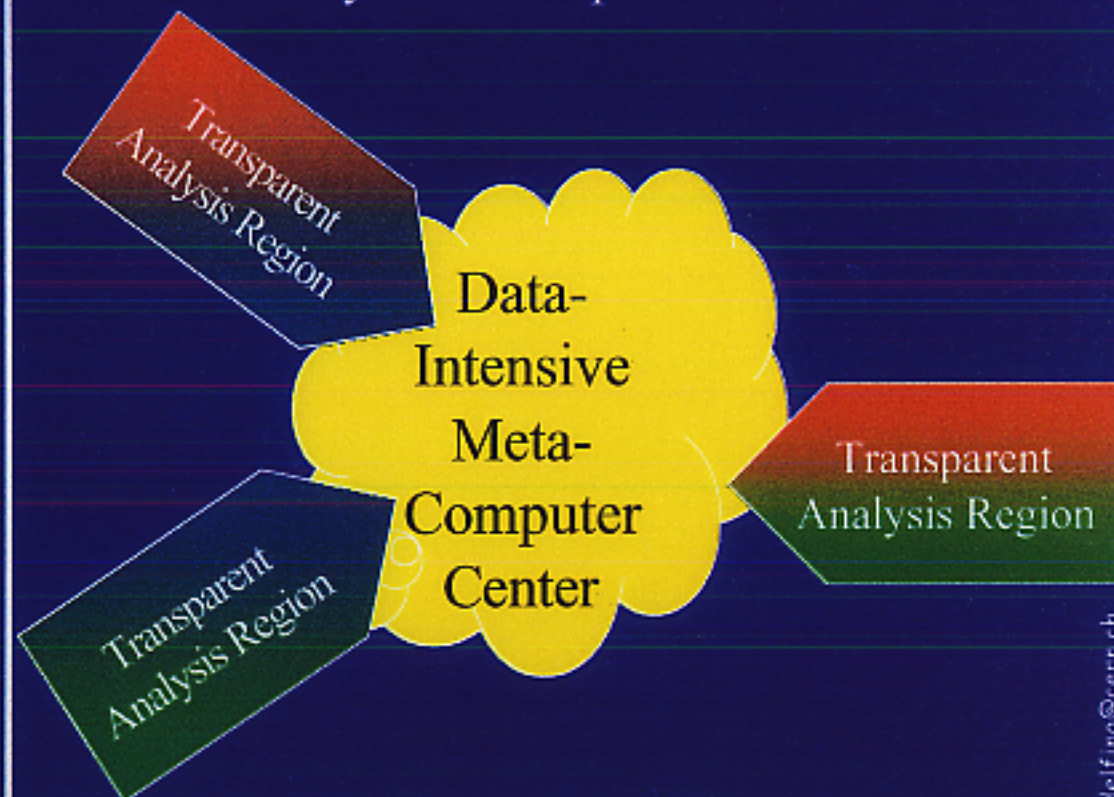 Transparent
Analysis Region
Data-
Intensive
Meta-
Computer
Center
Transparent
Analysis Region
Transparent
Analysis Region